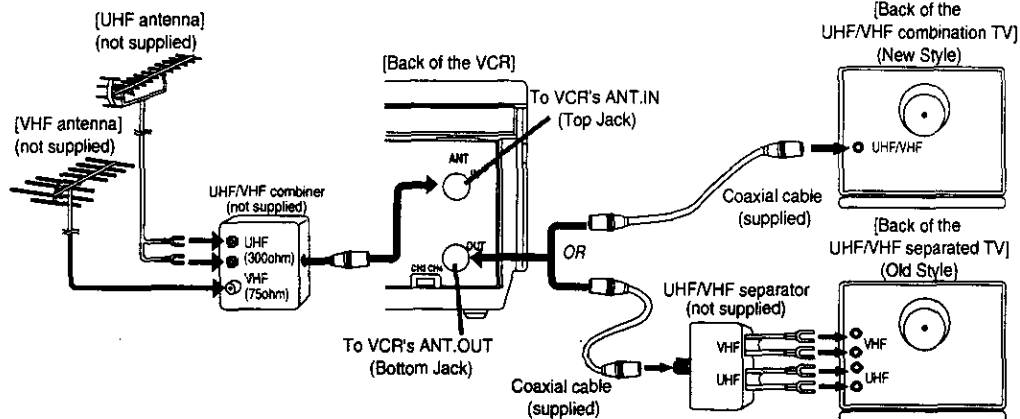 [UHF antenna]
(not supplied)
[VHF antenna]
(not supplied)
UHF/VHF combiner
(not supplied)
UHF
(300ohm)
VHF
(75ohm)
[Back of the VCR]
To VCR's ANT.IN
(Top Jack)
ANT
IN
OUT
CH3 CH4
To VCR's ANT.OUT
(Bottom Jack)
OR
Coaxial cable
(supplied)
[Back of the
UHF/VHF combination TV]
(New Style)
UHF/VHF
Coaxial cable
(supplied)
UHF/VHF separator
(not supplied)
VHF
UHF
[Back of the
UHF/VHF separated TV]
(Old Style)
VHF
UHF